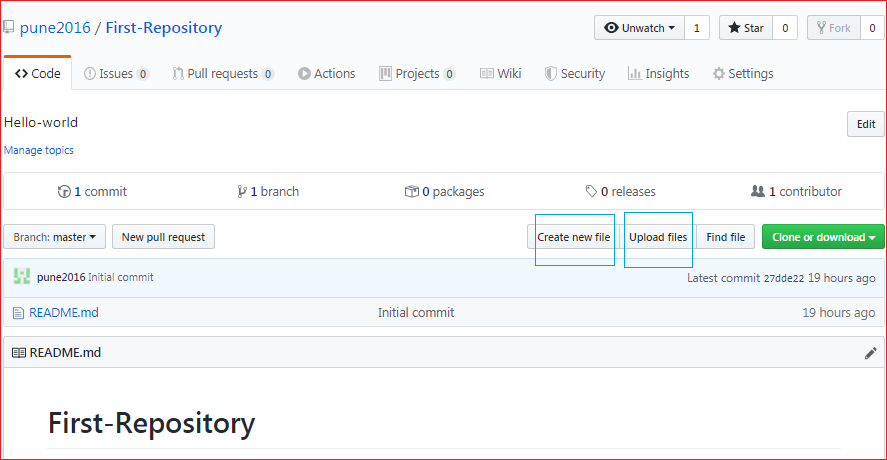 pune2016 / First-Repository Unwatch 1 Star 0 Fork 0
Code Issues 0 Pull requests 0 Actions Projects 0 Wiki Security Insights Settings
Hello-world Edit
Manage topics
1 commit 1 branch 0 packages 0 releases 1 contributor
Branch: master New pull request Create new file Upload files Find file Clone or download
pune2016 Initial commit Latest commit 27dde22 19 hours ago
README.md Initial commit 19 hours ago
README.md
First-Repository